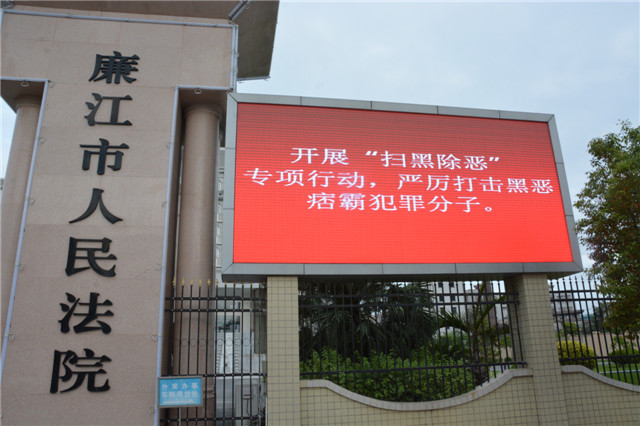 廉江市人民法院
开展“扫黑除恶”
专项行动，严厉打击黑恶
痞霸犯罪分子。